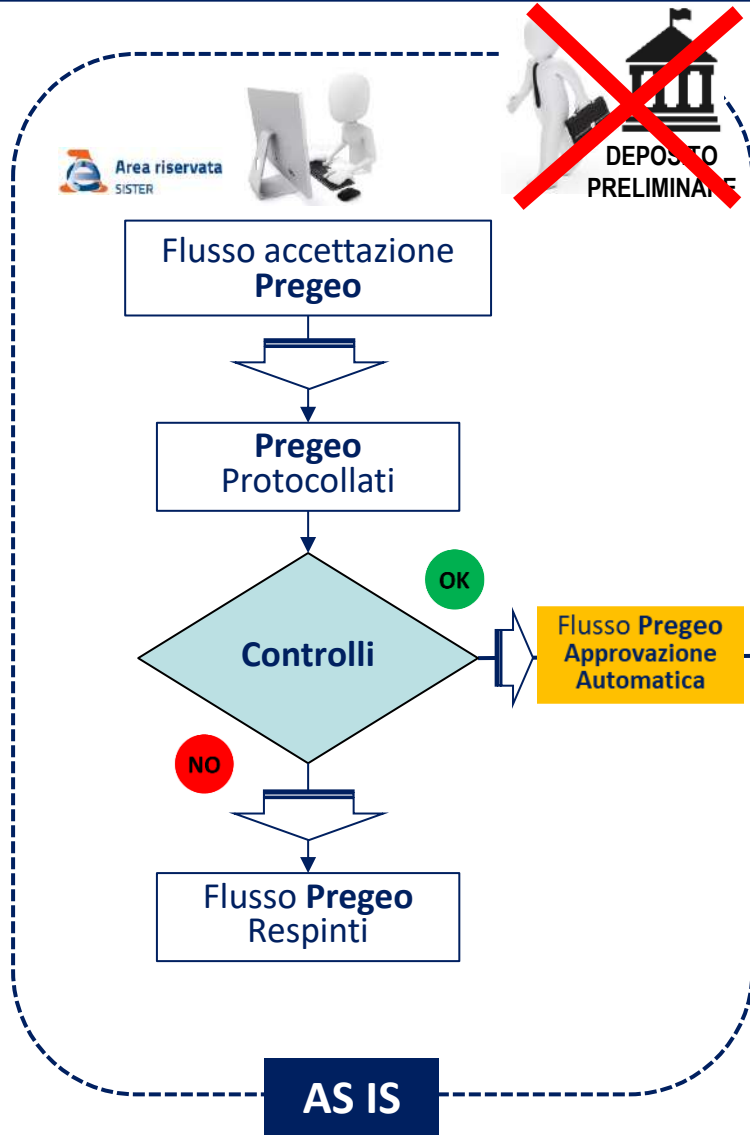 Area riservata
SISTER
DEPOSITO
PRELIMINARE
Flusso accettazione
Pregeo
Pregeo
Protocollati
OK
Controlli
Flusso Pregeo
Approvazione
Automatica
NO
Flusso Pregeo
Respinti
AS IS